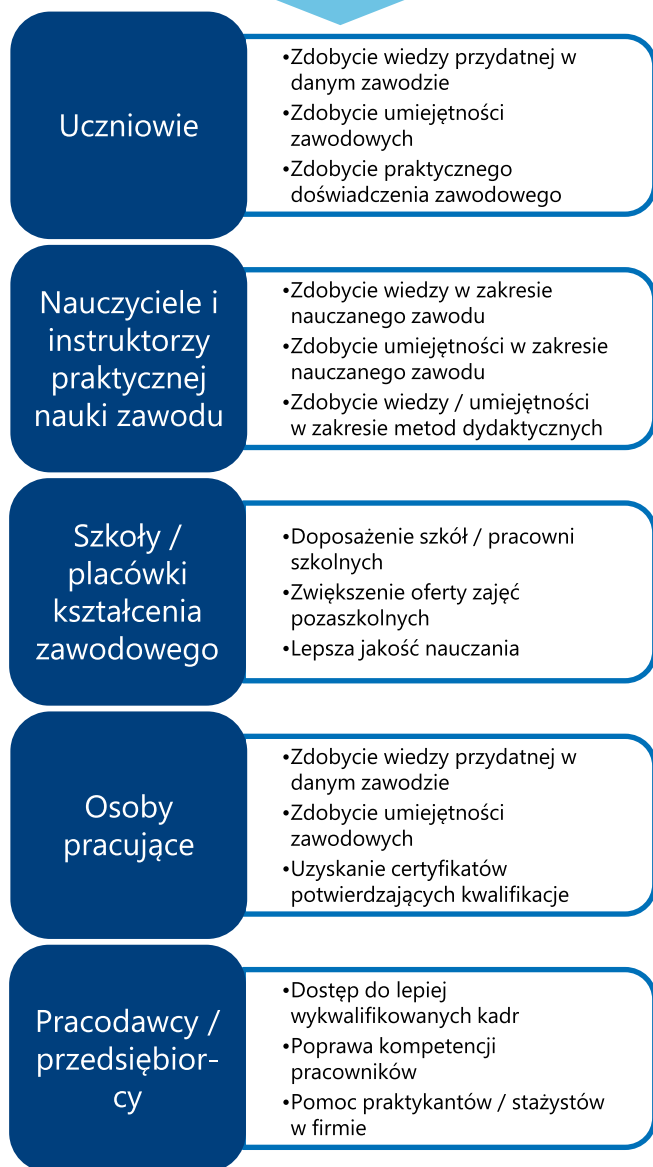 Uczniowie
•Zdobycie wiedzy przydatnej w
danym zawodzie
•Zdobycie umiejętności
zawodowych
•Zdobycie praktycznego
doświadczenia zawodowego
Nauczyciele i
instruktorzy
praktycznej
nauki zawodu
•Zdobycie wiedzy w zakresie
nauczanego zawodu
•Zdobycie umiejętności w zakresie
nauczanego zawodu
•Zdobycie wiedzy / umiejętności
w zakresie metod dydaktycznych
Szkoły /
placówki
kształcenia
zawodowego
•Doposażenie szkół / pracowni
szkolnych
•Zwiększenie oferty zajęć
pozaszkolnych
•Lepsza jakość nauczania
Osoby
pracujące
•Zdobycie wiedzy przydatnej w
danym zawodzie
•Zdobycie umiejętności
zawodowych
•Uzyskanie certyfikatów
potwierdzających kwalifikacje
Pracodawcy /
przedsiębior-
cy
•Dostęp do lepiej
wykwalifikowanych kadr
•Poprawa kompetencji
pracowników
•Pomoc praktykantów / stażystów
w firmie